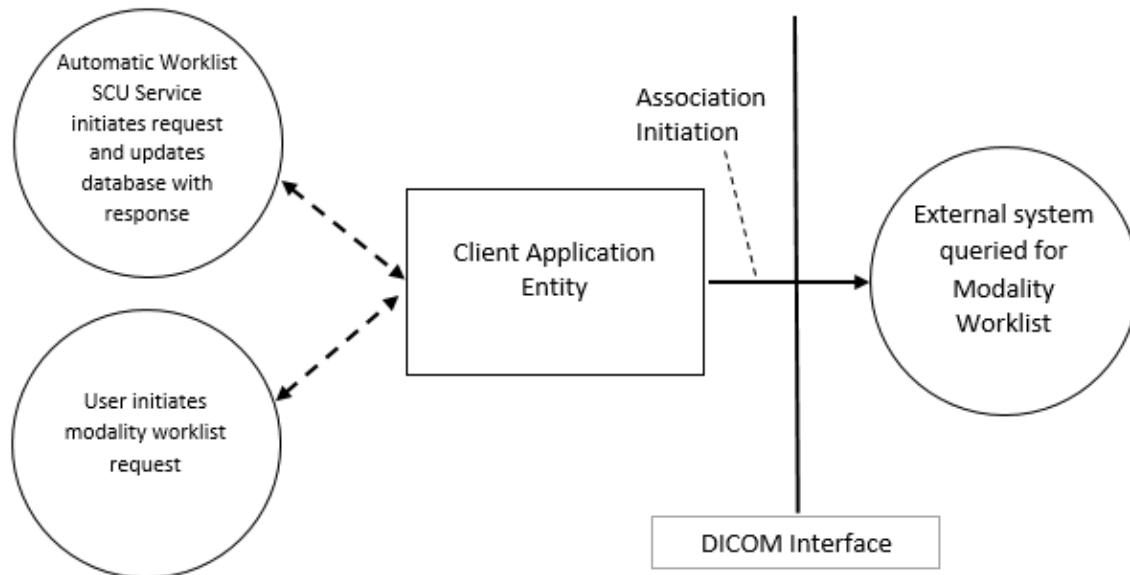 Automatic Worklist
SCU Service
initiates request
and updates
database with
response
User initiates
modality worklist
request
Client Application
Entity
Association
Initiation
External system
queried for
Modality
Worklist
DICOM Interface